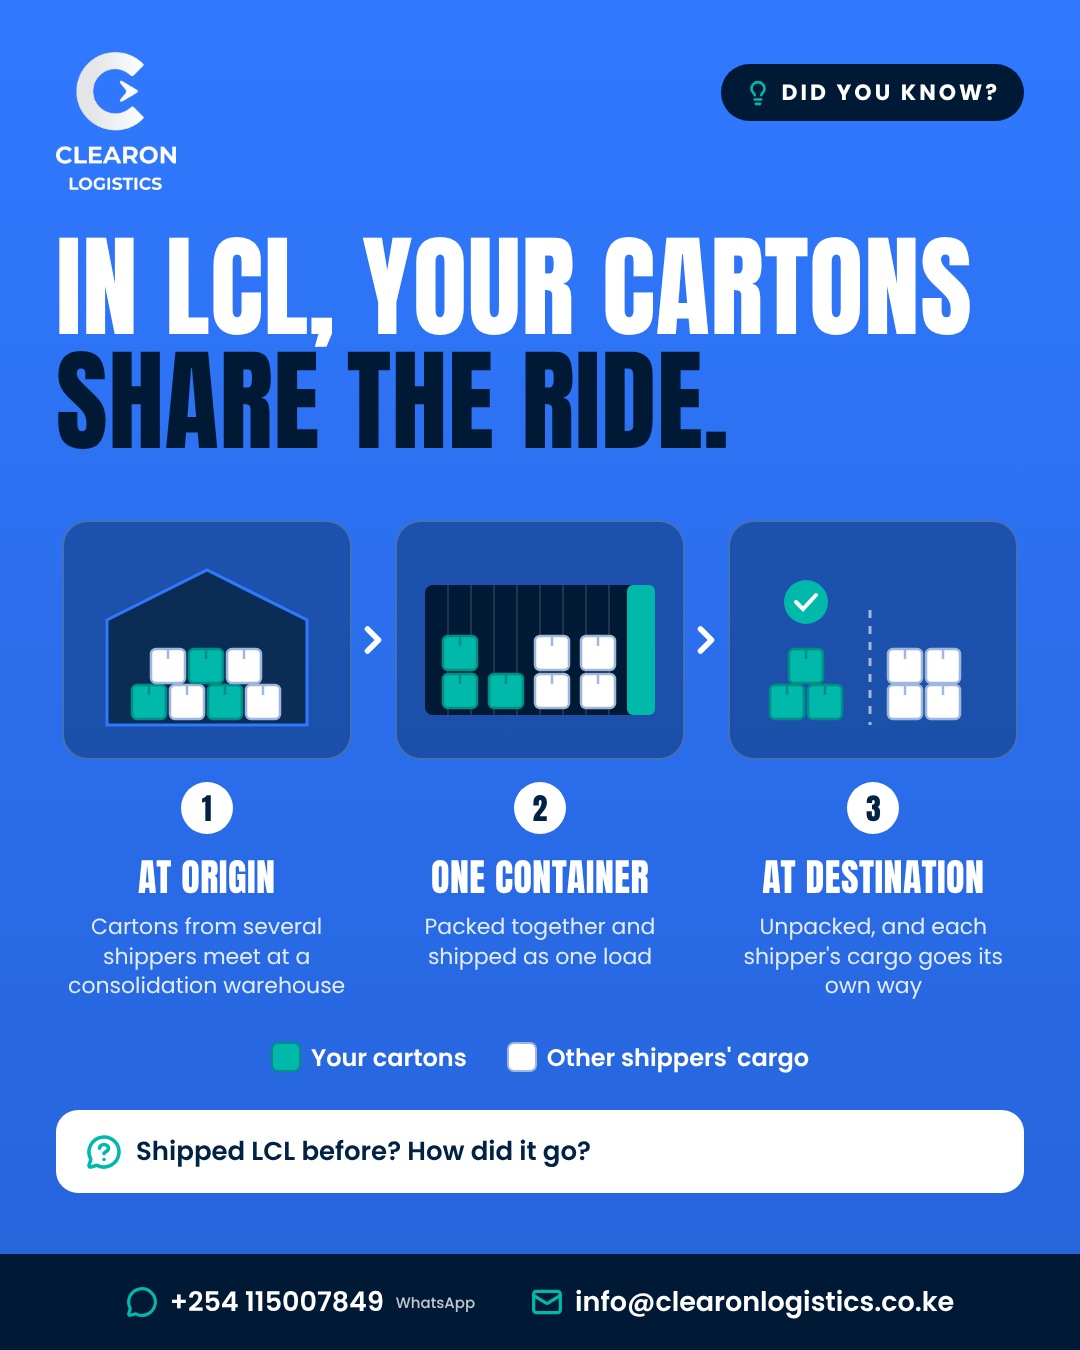 CLEARON
LOGISTICS
DID YOU KNOW?
IN LCL, YOUR CARTONS
SHARE THE RIDE.
1
AT ORIGIN
Cartons from several
shippers meet at a
consolidation warehouse
2
ONE CONTAINER
Packed together and
shipped as one load
3
AT DESTINATION
Unpacked, and each
shipper's cargo goes its
own way
Your cartons
Other shippers' cargo
Shipped LCL before? How did it go?
+254 115007849 WhatsApp
info@clearonlogistics.co.ke